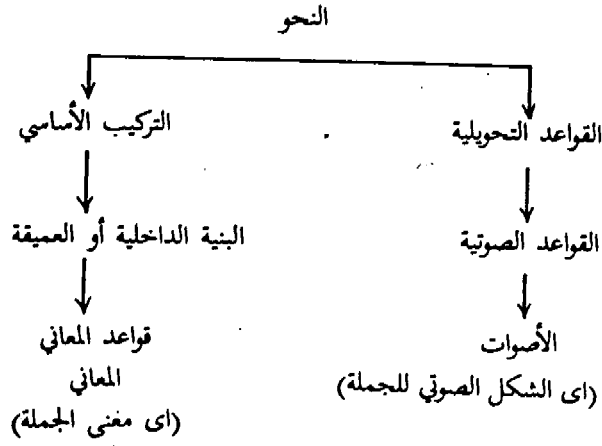 النحو
القواعد التحويلية
التركيب الأساسي
القواعد الصوتية
البنية الداخلية أو العميقة
الأصوات
(اى الشكل الصوتي للجملة)
قواعد المعاني
المعاني
(اى مغنى الجملة)